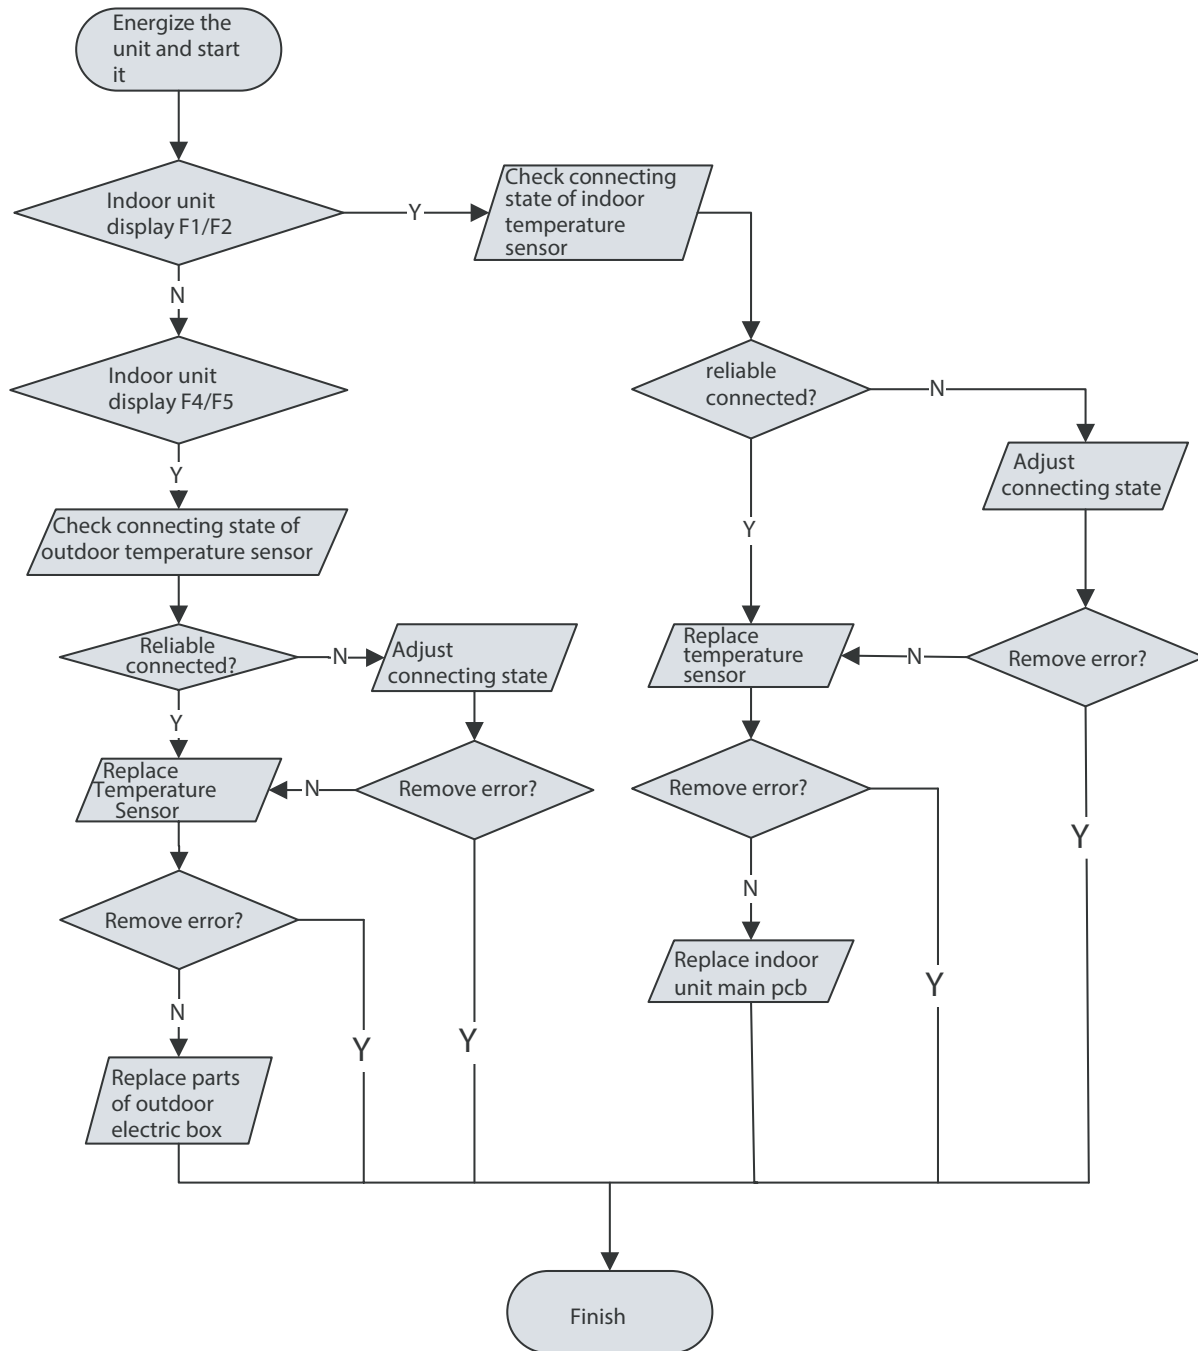 Energize the
unit and start
it
Indoor unit
display F1/F2
Y
Check connecting
state of indoor
temperature
sensor
N
Indoor unit
display F4/F5
reliable
connected?
N
Y
Adjust
connecting state
Check connecting state of
outdoor temperature sensor
Y
Reliable
connected?
N
Adjust
connecting state
Replace
temperature
sensor
N
Remove error?
Y
Replace
Temperature
Sensor
N
Remove error?
Remove error?
Y
N
Remove error?
Replace indoor
unit main pcb
Y
N
Y
Y
Replace parts
of outdoor
electric box
Finish